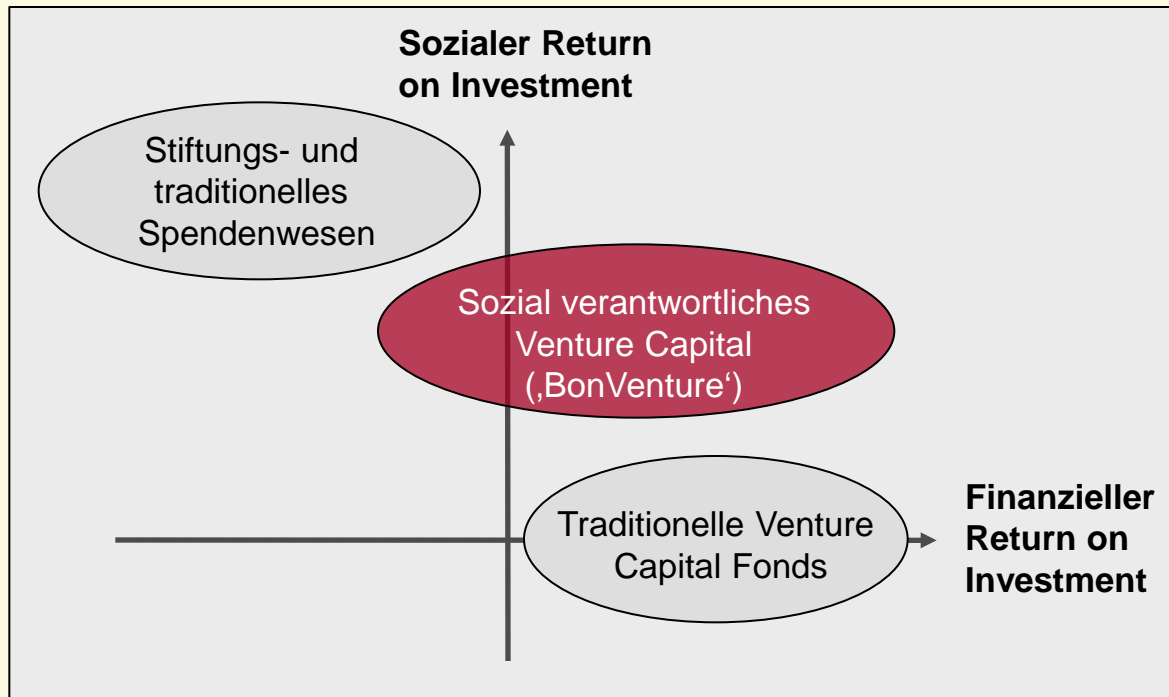 Sozialer Return
on Investment
Stiftungs- und
traditionelles
Spendenwesen
Sozial verantwortliches
Venture Capital
(‚BonVenture‘)
Traditionelle Venture
Capital Fonds
Finanzieller
Return on
Investment